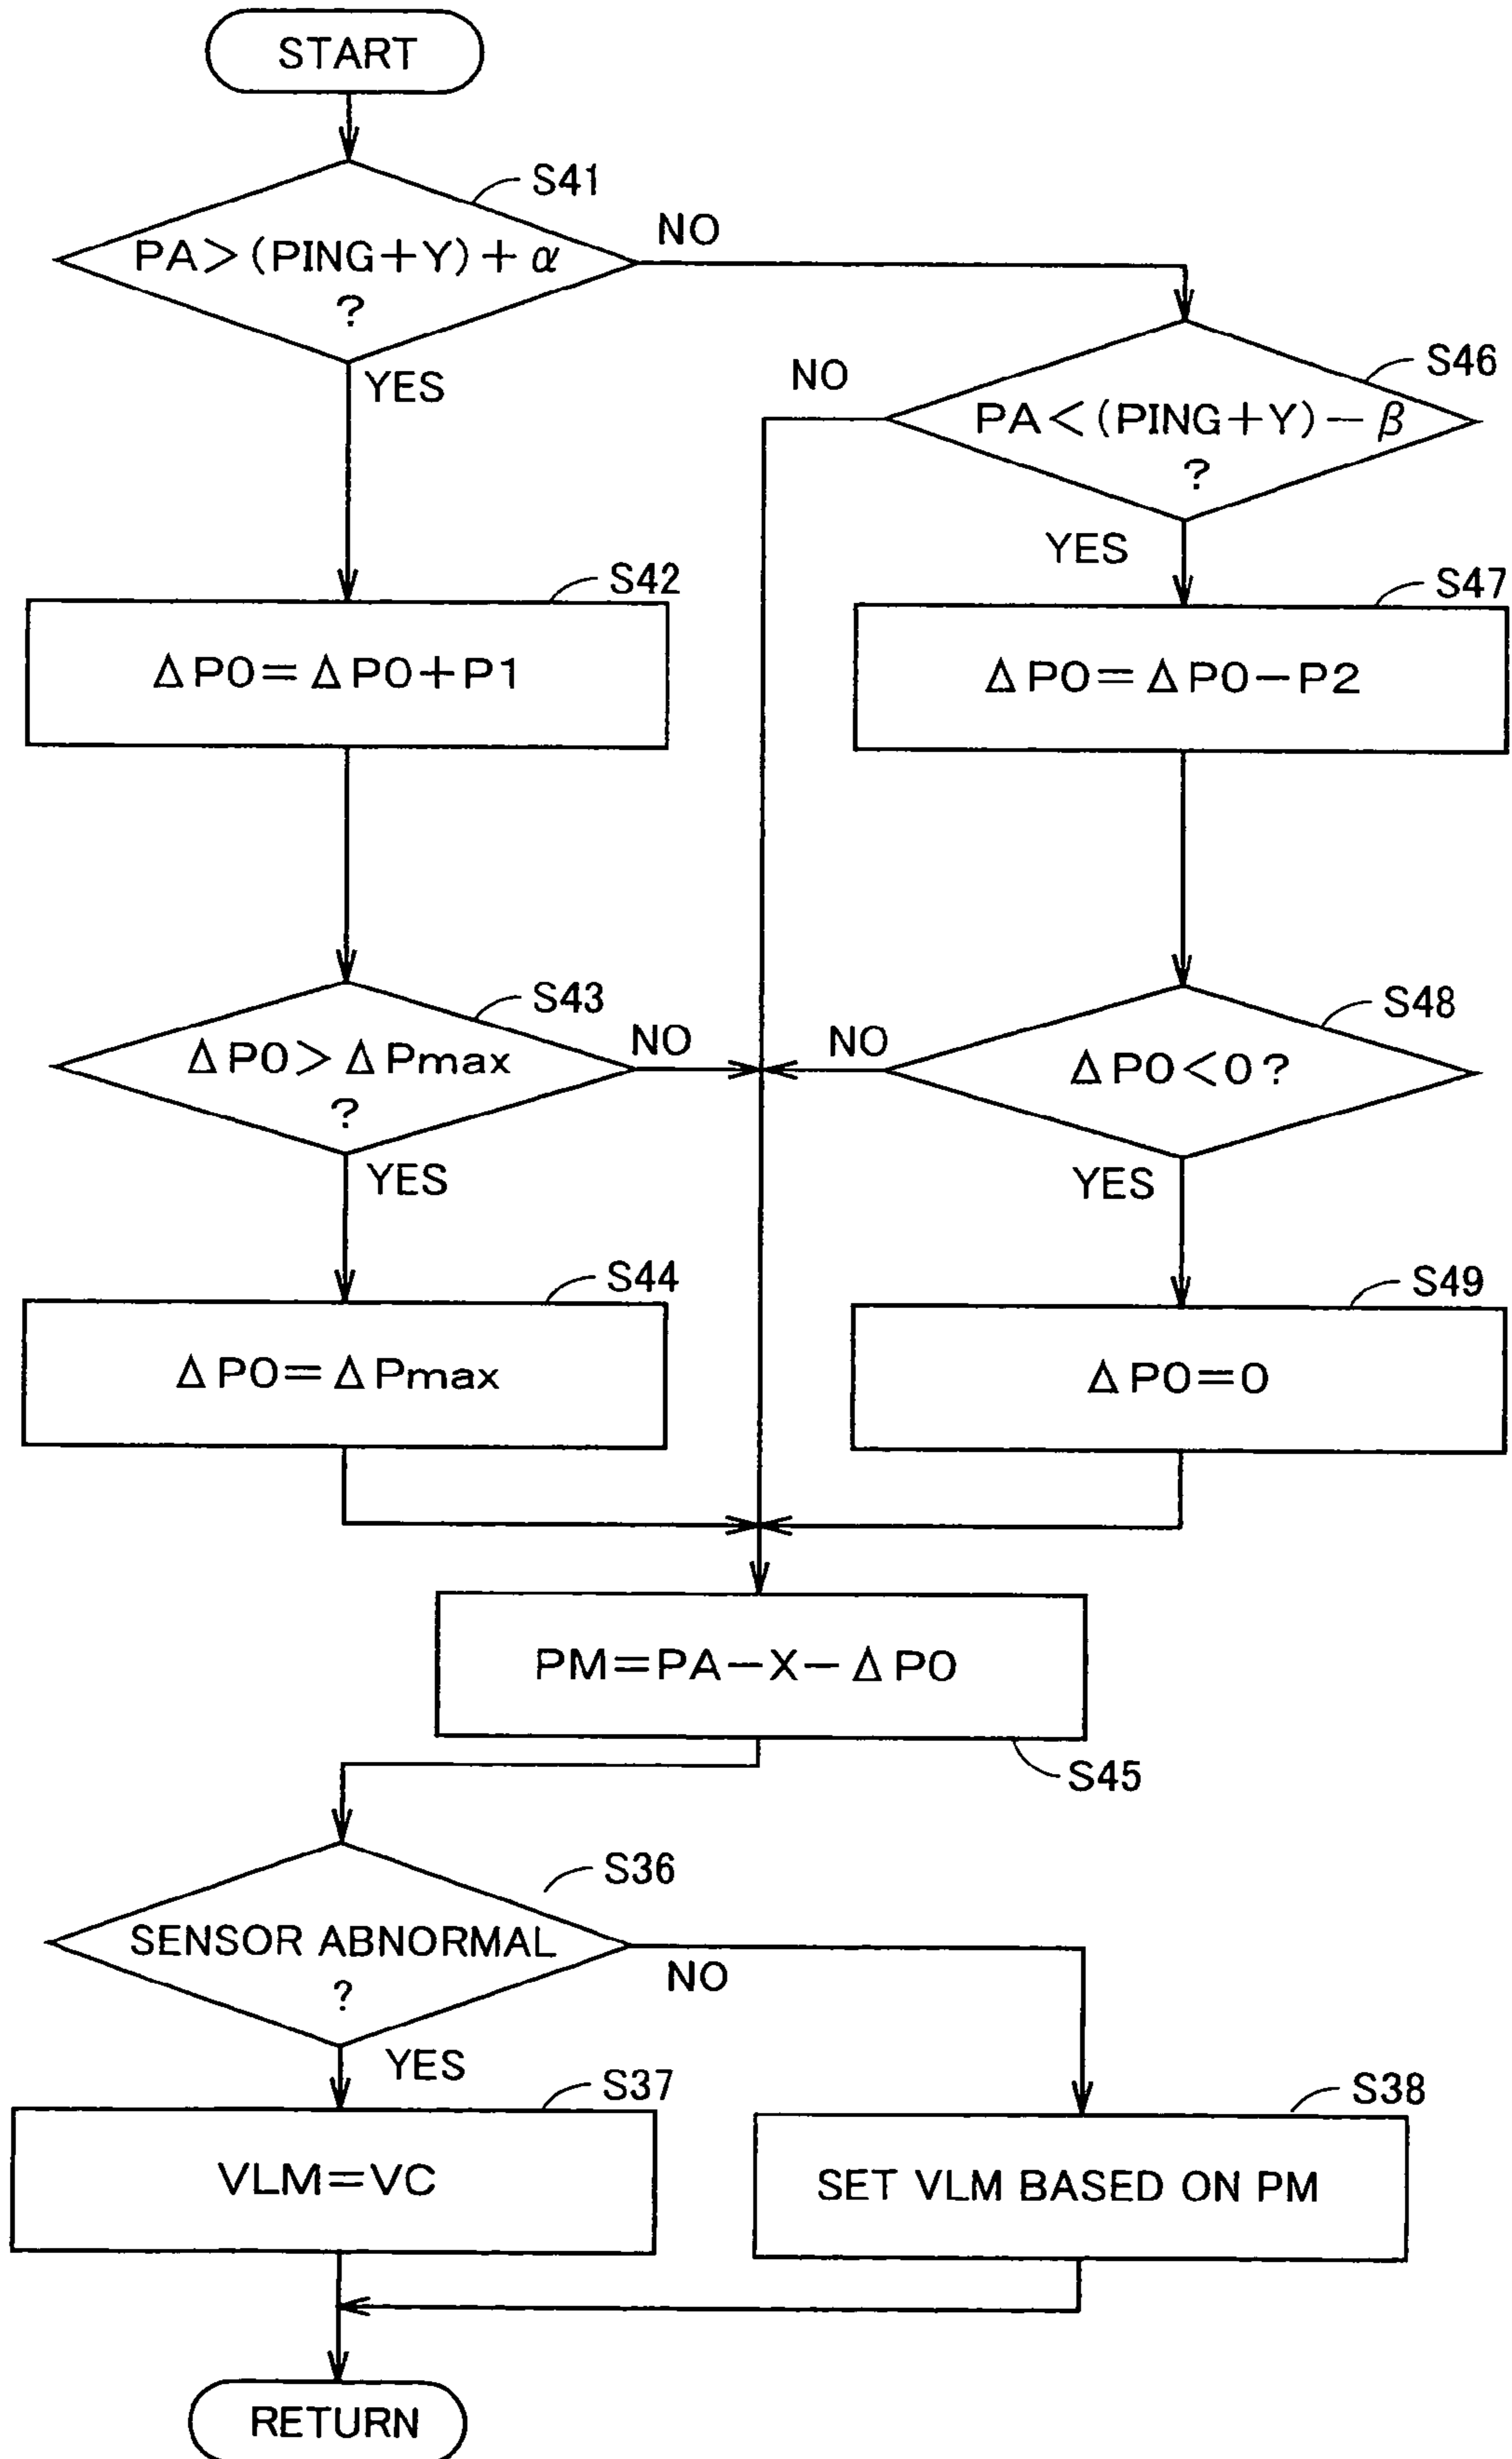 START
S41
PA>(PING+Y)+α
?
NO
YES
S46
PA<(PING+Y)-β
?
NO
YES
S42
ΔP0=ΔP0+P1
S47
ΔP0=ΔP0-P2
S43
ΔP0>ΔPmax
?
NO
YES
S48
ΔP0<0?
NO
YES
S44
ΔP0=ΔPmax
S49
ΔP0=0
PM=PA-X-ΔP0
S45
S36
SENSOR ABNORMAL
?
NO
YES
S37
VLM=VC
S38
SET VLM BASED ON PM
RETURN